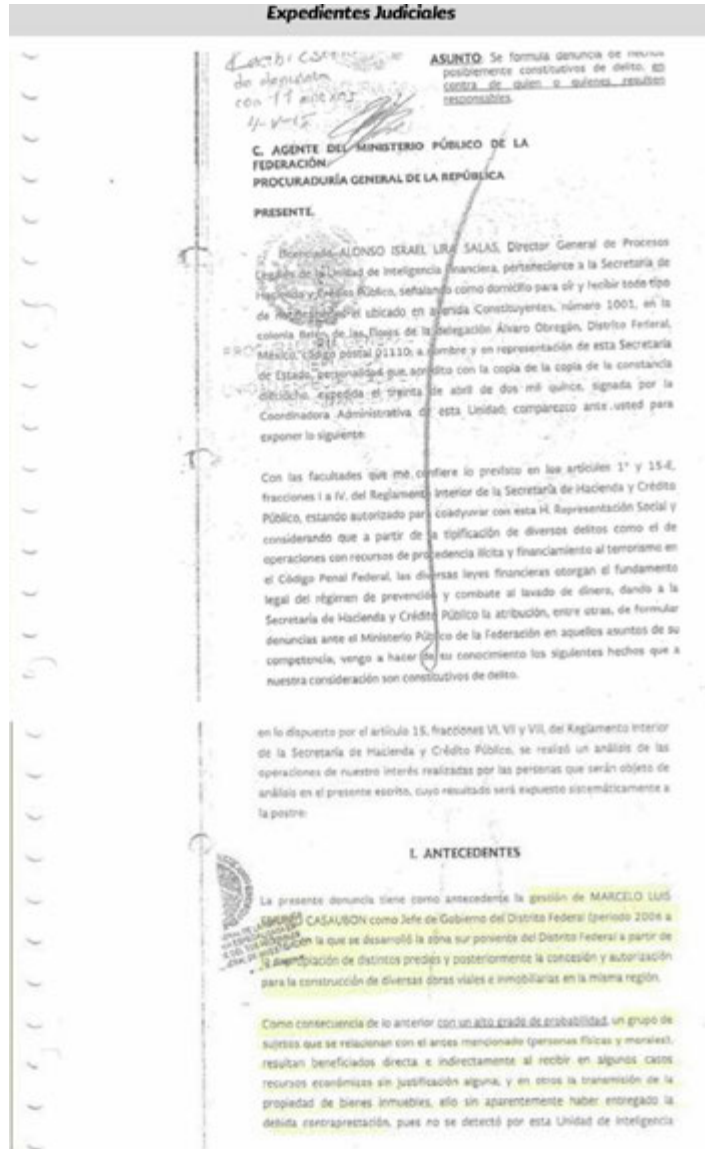 Expedientes Judiciales
Recibi
de denuncia
con 11 anexos
4-V-15
ASUNTO: Se formula denuncia de hechos
posiblemente constitutivos de delito, en
contra de quien o quienes resulten
responsables.
C. AGENTE DEL MINISTERIO PÚBLICO DE LA
FEDERACIÓN
PROCURADURÍA GENERAL DE LA REPÚBLICA
PRESENTE.
Licenciado ALONSO ISRAEL LIRA SALAS, Director General de Procesos
Legales de la Unidad de Inteligencia Financiera, perteneciente a la Secretaría de
Hacienda y Crédito Público, señalando como domicilio para oír y recibir todo tipo
de notificaciones el ubicado en avenida Constituyentes, número 1001, en la
colonia Belén de las Flores de la delegación Álvaro Obregón, Distrito Federal,
México, código postal 01110; a nombre y en representación de esta Secretaría
de Estado, personalidad que acredito con la copia de la copia de la constancia
dieciocho, expedida el treinta de abril de dos mil quince, signada por la
Coordinadora Administrativa de esta Unidad; comparezco ante usted para
exponer lo siguiente:
Con las facultades que me confiere lo previsto en los artículos 1° y 15-E,
fracciones I a IV, del Reglamento Interior de la Secretaría de Hacienda y Crédito
Público, estando autorizado para coadyuvar con esta H. Representación Social y
considerando que a partir de la tipificación de diversos delitos como el de
operaciones con recursos de procedencia ilícita y financiamiento al terrorismo en
el Código Penal Federal, las diversas leyes financieras otorgan el fundamento
legal del régimen de prevención y combate al lavado de dinero, dando a la
Secretaría de Hacienda y Crédito Público la atribución, entre otras, de formular
denuncias ante el Ministerio Público de la Federación en aquellos asuntos de su
competencia, vengo a hacer de su conocimiento los siguientes hechos que a
nuestra consideración son constitutivos de delito.
en lo dispuesto por el artículo 15, fracciones VI, VII y VIII, del Reglamento Interior
de la Secretaría de Hacienda y Crédito Público, se realizó un análisis de las
operaciones de nuestro interés realizadas por las personas que serán objeto de
análisis en el presente escrito, cuyo resultado será expuesto sistemáticamente a
la postre:
I. ANTECEDENTES
La presente denuncia tiene como antecedente la gestión de MARCELO LUIS
CASAUBON como Jefe de Gobierno del Distrito Federal (periodo 2006 a
en la que se desarrolló la zona sur poniente del Distrito Federal a partir de
la expropiación de distintos predios y posteriormente la concesión y autorización
para la construcción de diversas obras viales e inmobiliarias en la misma región.
Como consecuencia de lo anterior con un alto grado de probabilidad, un grupo de
sujetos que se relacionan con el antes mencionado (personas físicas y morales),
resultan beneficiados directa e indirectamente al recibir en algunos casos
recursos económicos sin justificación alguna, y en otros la transmisión de la
propiedad de bienes inmuebles, ello sin aparentemente haber entregado la
debida contraprestación, pues no se detectó por esta Unidad de Inteligencia